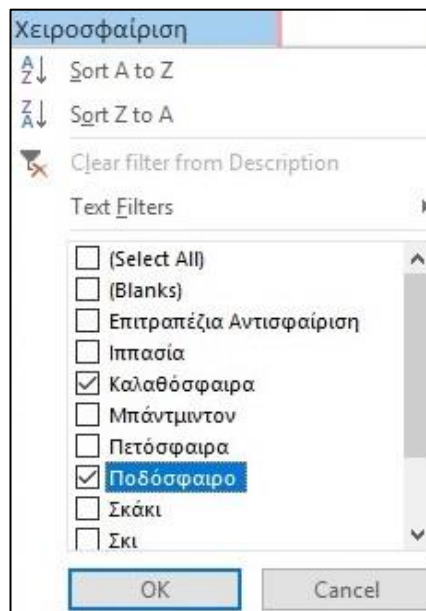 Χειροσφαίριση
Sort A to Z
Sort Z to A
Clear filter from Description
Text Filters
(Select All)
(Blanks)
Επιτραπέζια Αντισφαίριση
Ιππασία
Καλαθόσφαιρα
Μπάντμιντον
Πετόσφαιρα
Ποδόσφαιρο
Σκάκι
Σκι
OK Cancel